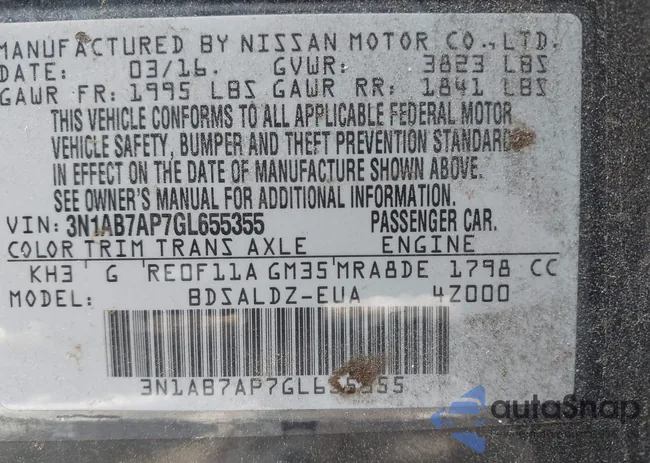 MANUFACTURED BY NISSAN MOTOR CO.,LTD.
DATE: 03/16. GVWR: 3823 LBS
GAWR FR: 1995 LBS GAWR RR: 1841 LBS
THIS VEHICLE CONFORMS TO ALL APPLICABLE FEDERAL MOTOR
VEHICLE SAFETY, BUMPER AND THEFT PREVENTION STANDARDS
IN EFFECT ON THE DATE OF MANUFACTURE SHOWN ABOVE.
SEE OWNER'S MANUAL FOR ADDITIONAL INFORMATION.
VIN: 3N1AB7AP7GL655355 PASSENGER CAR.
COLOR TRIM TRANS AXLE ENGINE
KH3 G RE0F11A GM35 MRA8DE 1798 CC
MODEL: BDSALDZ-EUA 4Z000
3N1AB7AP7GL655355
autoSnap